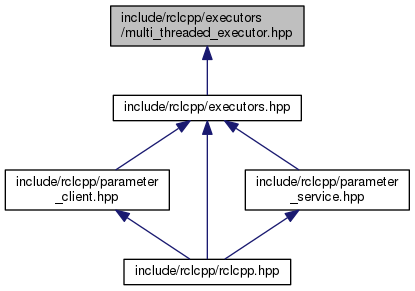 include/rclcpp/executors
/multi_threaded_executor.hpp
include/rclcpp/executors.hpp
include/rclcpp/parameter
_client.hpp
include/rclcpp/parameter
_service.hpp
include/rclcpp/rclcpp.hpp